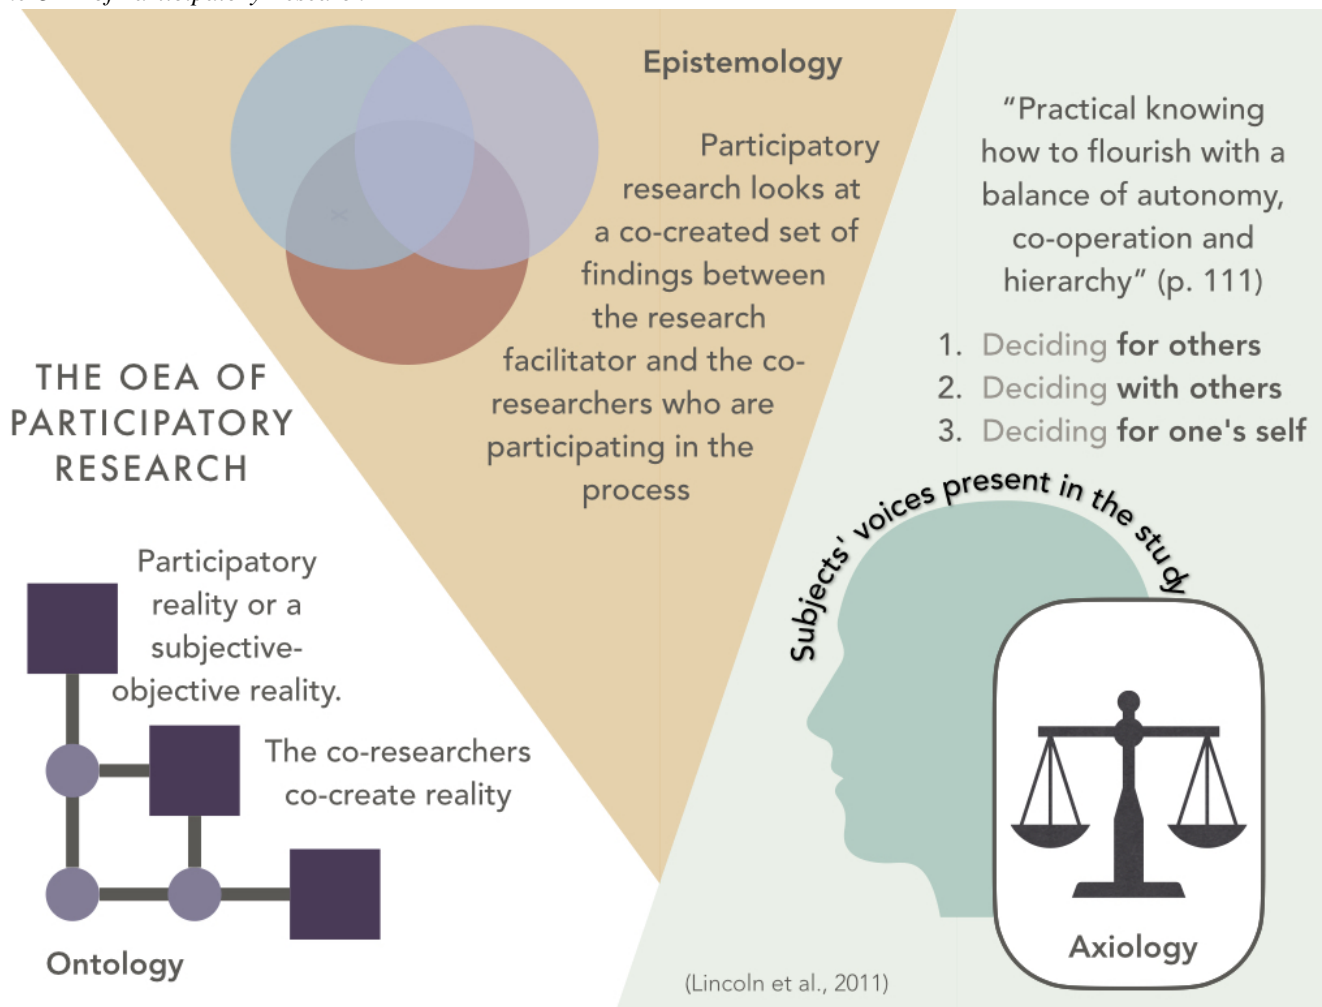 THE OEA OF
PARTICIPATORY
RESEARCH
Participatory
reality or a
subjective-
objective reality.
The co-researchers
co-create reality
Ontology
Epistemology
Participatory
research looks at
a co-created set of
findings between
the research
facilitator and the co-
researchers who are
participating in the
process
“Practical knowing
how to flourish with a
balance of autonomy,
co-operation and
hierarchy” (p. 111)
1. Deciding for others
2. Deciding with others
3. Deciding for one's self
Subjects' voices present in the study
Axiology
(Lincoln et al., 2011)